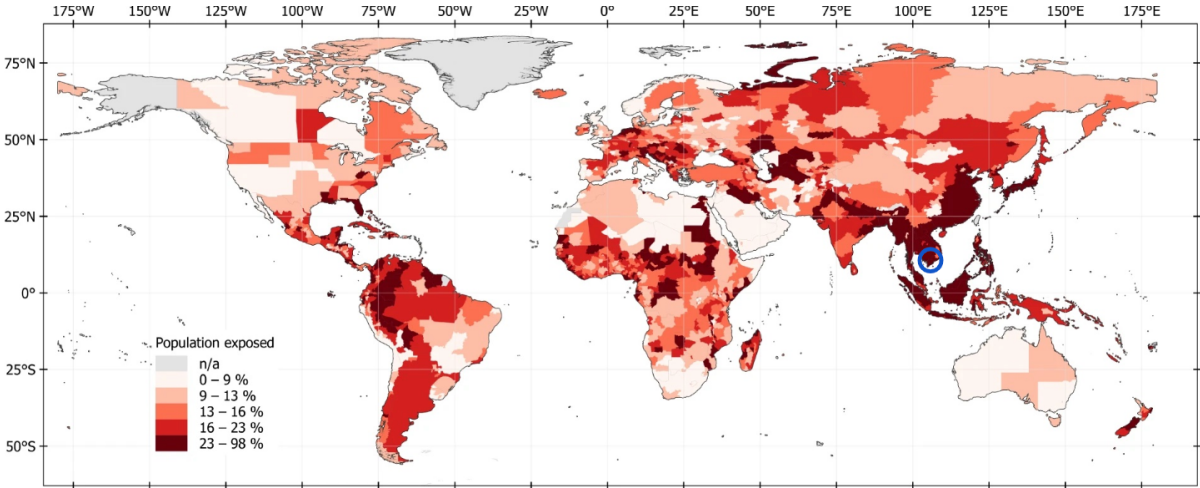 175°W 150°W 125°W 100°W 75°W 50°W 25°W 0° 25°E 50°E 75°E 100°E 125°E 150°E 175°E
75°N
50°N
25°N
0°
25°S
50°S
Population exposed
n/a
0 – 9 %
9 – 13 %
13 – 16 %
16 – 23 %
23 – 98 %